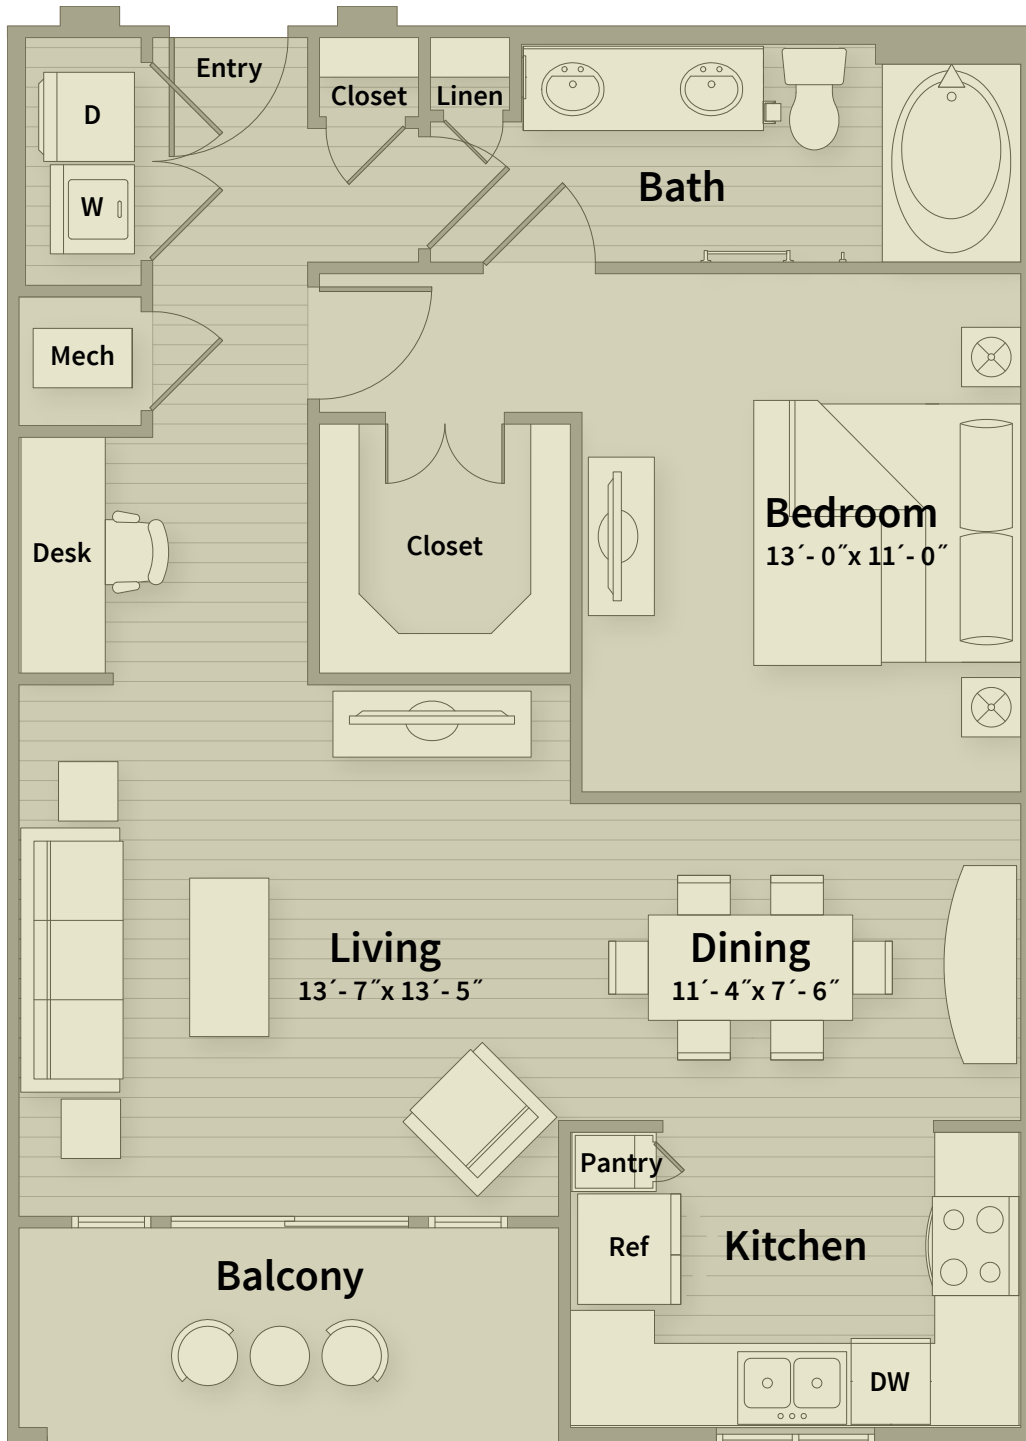 Entry
D
Closet
Linen
W
Bath
Mech
Bedroom
13´- 0˝x 11´- 0˝
Desk
Closet
Living
13´- 7˝x 13´- 5˝
Dining
11´- 4˝x 7´- 6˝
Pantry
Ref
Kitchen
Balcony
DW